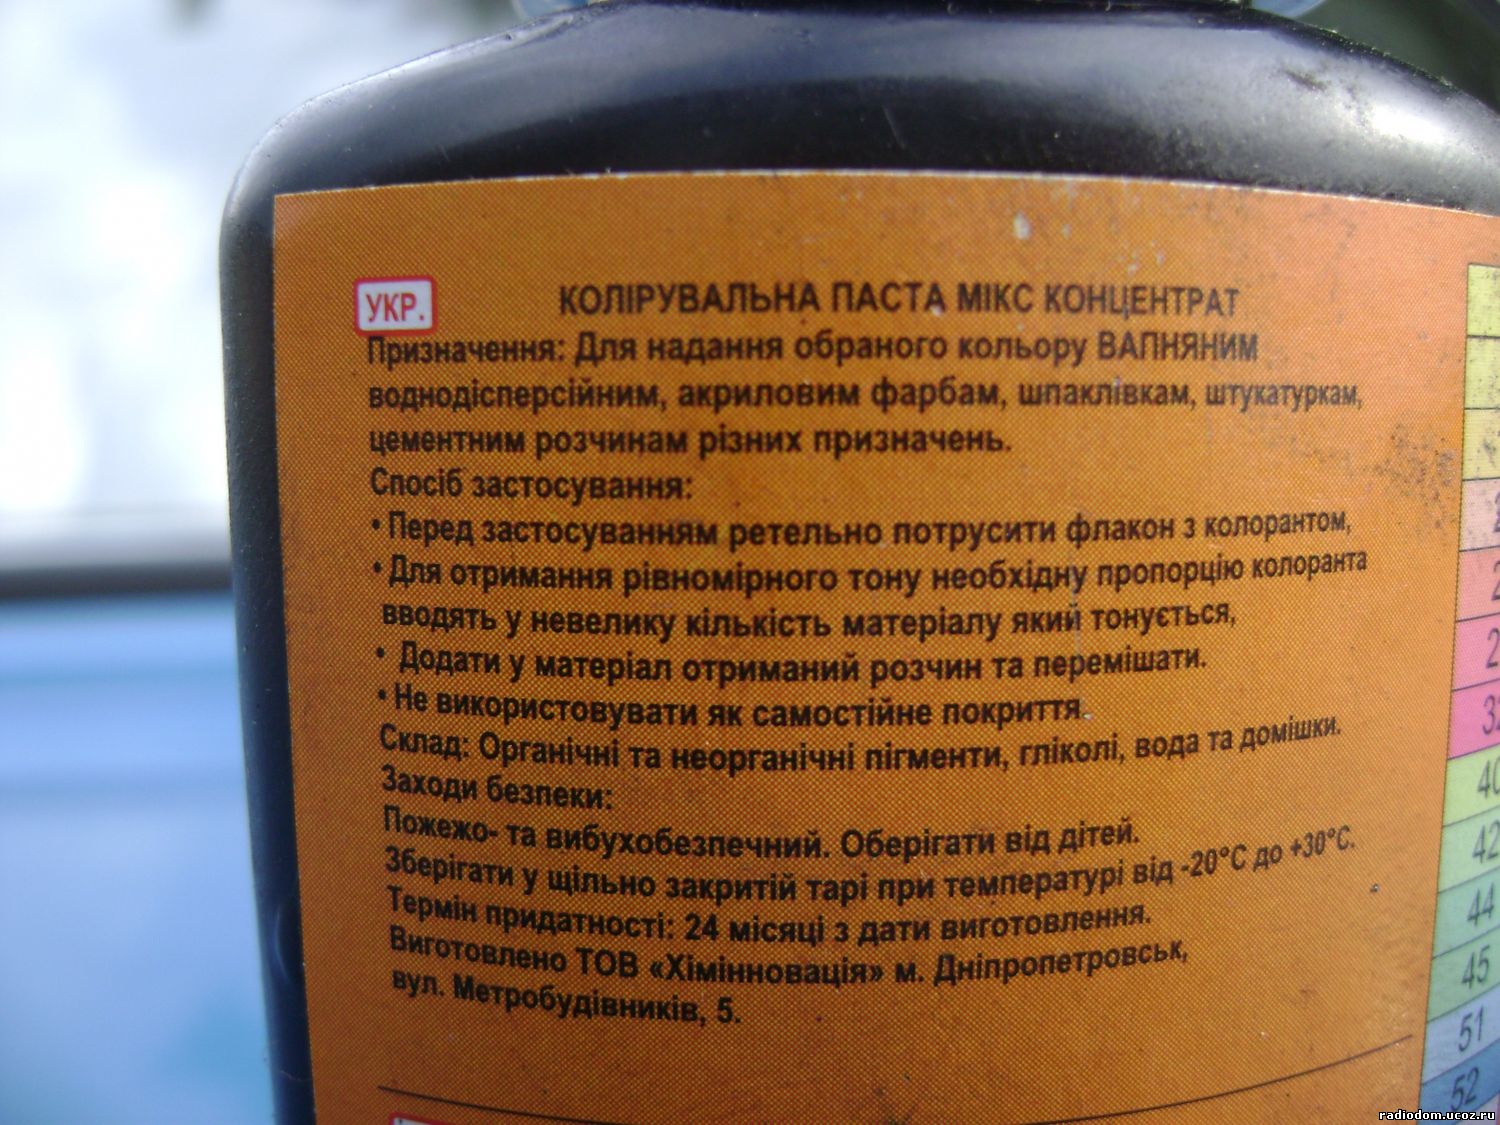 УКР.
КОЛІРУВАЛЬНА ПАСТА МІКС КОНЦЕНТРАТ
Призначення: Для надання обраного кольору ВАПНЯНИМ
воднодісперсійним, акриловим фарбам, шпаклівкам, штукатуркам,
цементним розчинам різних призначень.
Спосіб застосування:
• Перед застосуванням ретельно потрусити флакон з колорантом,
• Для отримання рівномірного тону необхідну пропорцію колоранта
вводять у невелику кількість матеріалу який тонується,
• Додати у матеріал отриманий розчин та перемішати.
• Не використовувати як самостійне покриття.
Склад: Органічні та неорганічні пігменти, гліколі, вода та домішки.
Заходи безпеки:
Пожежо- та вибухобезпечний. Оберігати від дітей.
Зберігати у щільно закритій тарі при температурі від -20°С до +30°С.
Термін придатності: 24 місяці з дати виготовлення.
Виготовлено ТОВ «Хімінновація» м. Дніпропетровськ,
вул. Метробудівників, 5.
40
42
44
45
51
52
radiodom.ucoz.ru